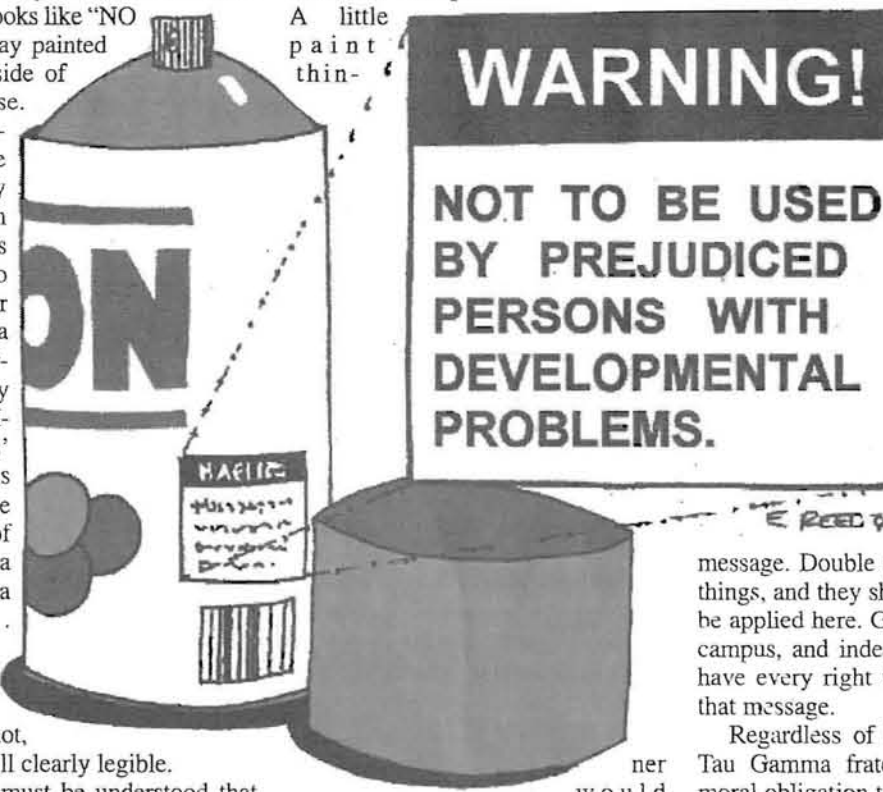 ooks like “NO
ay painted
side of
se.
A little
paint
thin-
ON
WARNING!
NOT TO BE USED
BY PREJUDICED
PERSONS WITH
DEVELOPMENTAL
PROBLEMS.
E REED
ot,
ll clearly legible.
must be understood that
ner
would
message. Double
things, and they sh
be applied here. G
campus, and inde
have every right
that message.
Regardless of
Tau Gamma frate
moral obligation t